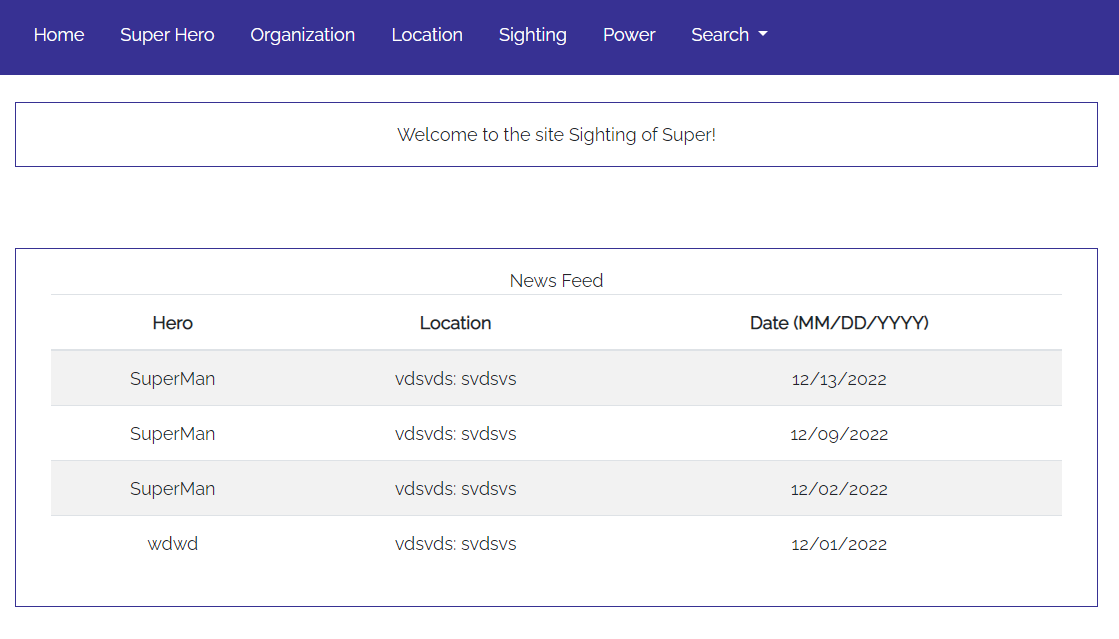 Home Super Hero Organization Location Sighting Power Search
Welcome to the site Sighting of Super!
News Feed
Hero Location Date (MM/DD/YYYY)
SuperMan vdsvds: svdsvs 12/13/2022
SuperMan vdsvds: svdsvs 12/09/2022
SuperMan vdsvds: svdsvs 12/02/2022
wdwd vdsvds: svdsvs 12/01/2022